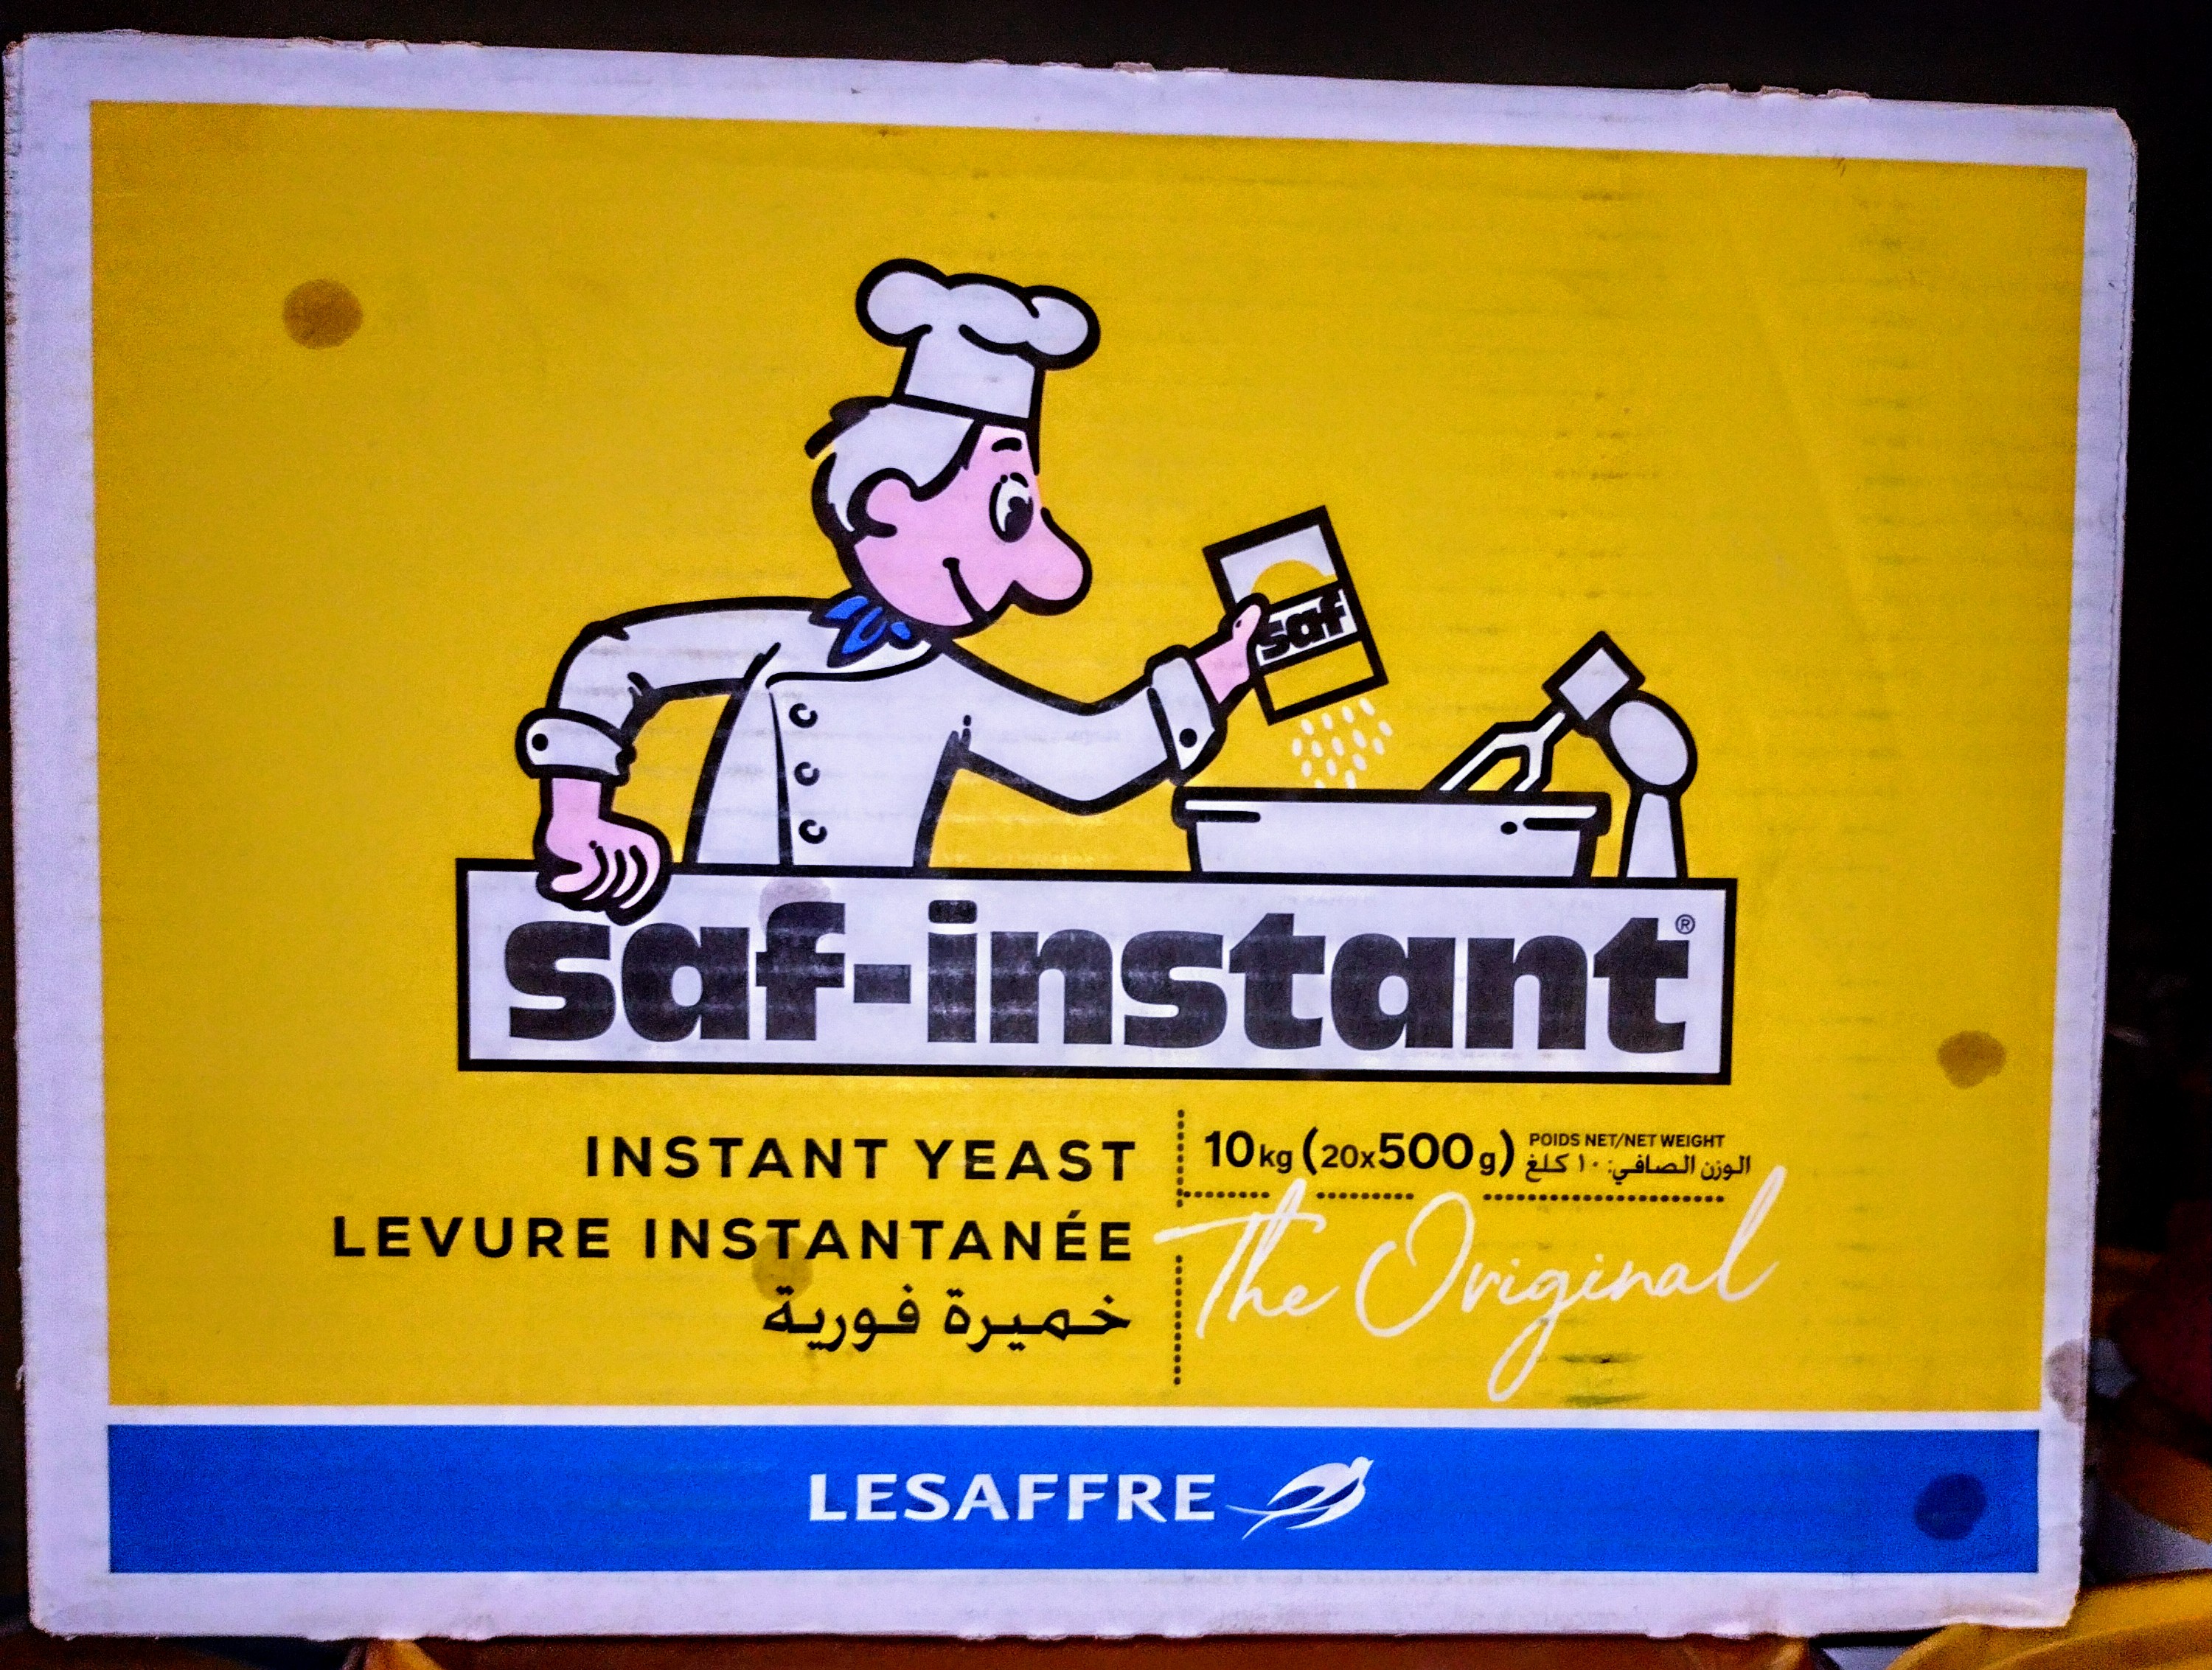 saf
saf-instant®
INSTANT YEAST
LEVURE INSTANTANÉE
خميرة فورية
10kg (20x500g) POIDS NET/NET WEIGHT
الوزن الصافي: ١٠ كلغ
The Original
LESAFFRE